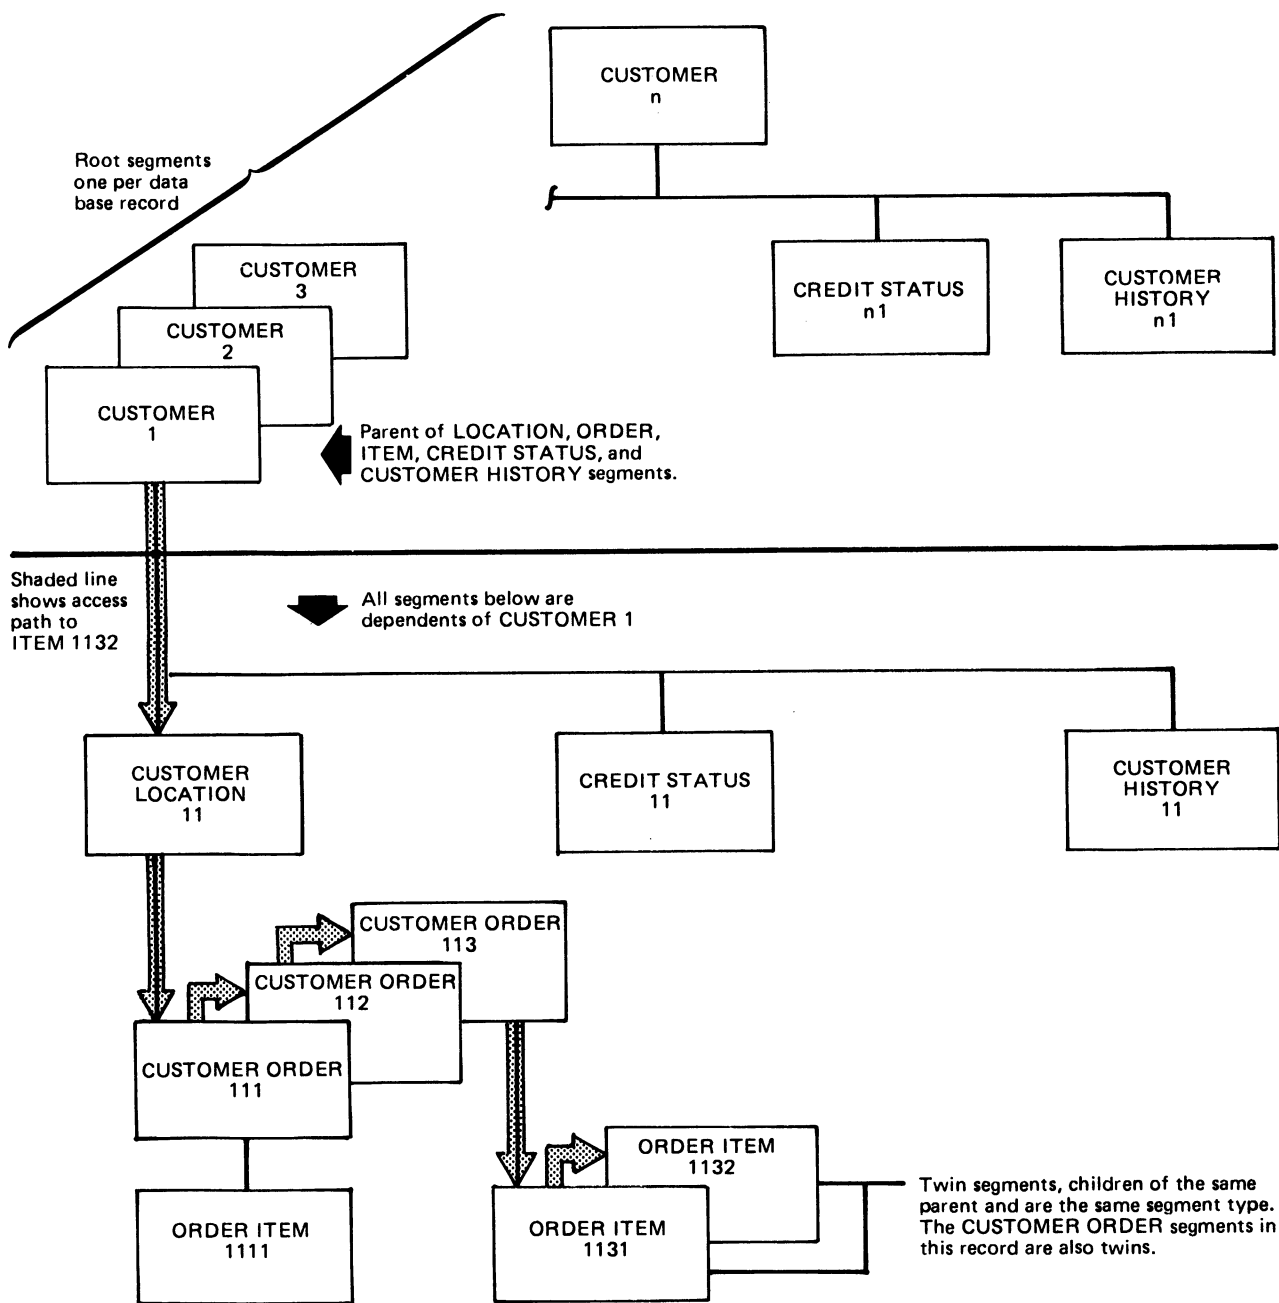 CUSTOMER
n
Root segments
one per data
base record
CUSTOMER
3
CREDIT STATUS
n1
CUSTOMER
HISTORY
n1
CUSTOMER
2
CUSTOMER
1
Parent of LOCATION, ORDER,
ITEM, CREDIT STATUS, and
CUSTOMER HISTORY segments.
Shaded line
shows access
path to
ITEM 1132
All segments below are
dependents of CUSTOMER 1
CUSTOMER
LOCATION
11
CREDIT STATUS
11
CUSTOMER
HISTORY
11
CUSTOMER ORDER
113
CUSTOMER ORDER
112
CUSTOMER ORDER
111
ORDER ITEM
1132
ORDER ITEM
1111
ORDER ITEM
1131
Twin segments, children of the same
parent and are the same segment type.
The CUSTOMER ORDER segments in
this record are also twins.